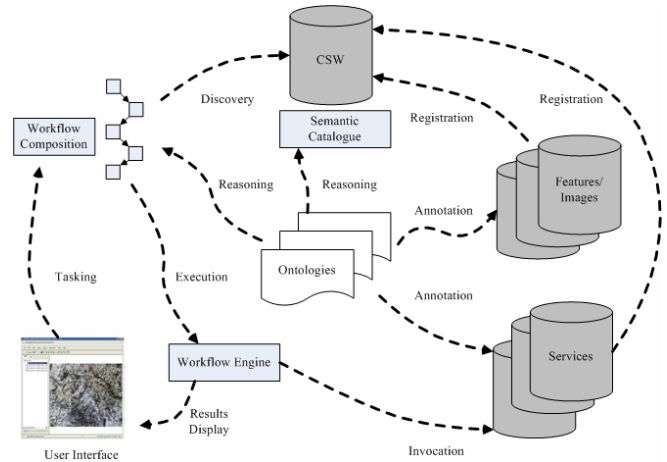 CSW
Discovery
Registration
Registration
Workflow
Composition
Semantic
Catalogue
Features/
Images
Reasoning
Reasoning
Annotation
Tasking
Execution
Ontologies
Annotation
Workflow Engine
Services
Results
Display
User Interface
Invocation